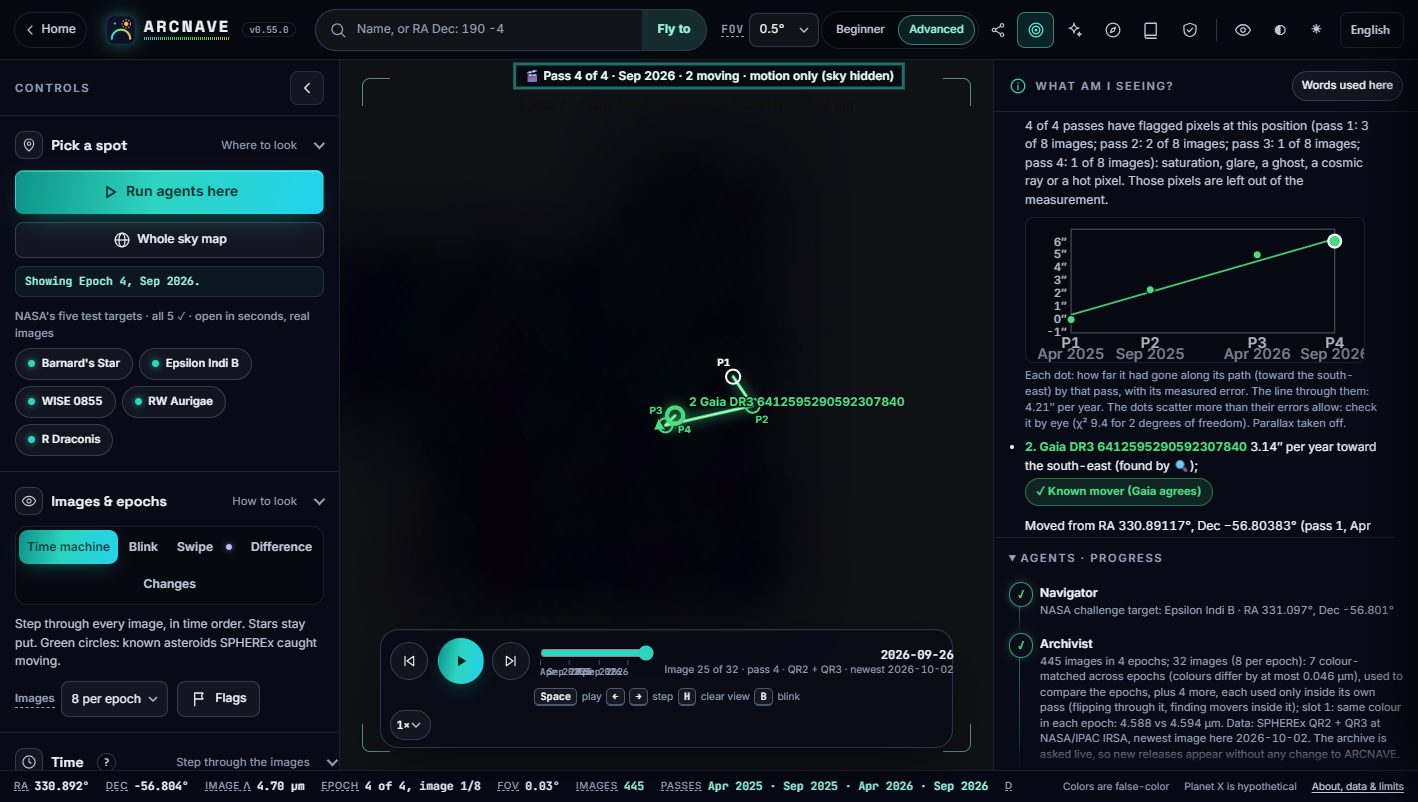 Home
ARCNAVE
v0.55.0
Name, or RA Dec: 190 -4
Fly to
FOV
0.5°
Beginner
Advanced
English
CONTROLS
Pick a spot
Where to look
Run agents here
Whole sky map
Showing Epoch 4, Sep 2026.
NASA's five test targets · all 5 ✓ · open in seconds, real
images
Barnard's Star
Epsilon Indi B
WISE 0855
RW Aurigae
R Draconis
Images & epochs
How to look
Time machine
Blink
Swipe
Difference
Changes
Step through every image, in time order. Stars stay
put. Green circles: known asteroids SPHEREx caught
moving.
Images
8 per epoch
Flags
Time
?
Step through the images
Pass 4 of 4 · Sep 2026 · 2 moving · motion only (sky hidden)
P1
2 Gaia DR3 6412595290592307840
P3
P4
P2
2026-09-26
Image 25 of 32 · pass 4 · QR2 + QR3 · newest 2026-10-02
Space play ← → step H clear view B blink
1×
WHAT AM I SEEING?
Words used here
4 of 4 passes have flagged pixels at this position (pass 1: 3
of 8 images; pass 2: 2 of 8 images; pass 3: 1 of 8 images;
pass 4: 1 of 8 images): saturation, glare, a ghost, a cosmic
ray or a hot pixel. Those pixels are left out of the
measurement.
6″
5″
4″
3″
2″
1″
0″
-1″
P1 P2 P3 P4
Apr 2025 Sep 2025 Apr 2026 Sep 2026
Each dot: how far it had gone along its path (toward the south-
east) by that pass, with its measured error. The line through them:
4.21″ per year. The dots scatter more than their errors allow: check
it by eye (χ² 9.4 for 2 degrees of freedom). Parallax taken off.
• 2. Gaia DR3 6412595290592307840 3.14″ per year toward
the south-east (found by 🔍);
✓ Known mover (Gaia agrees)
Moved from RA 330.89117°, Dec −56.80383° (pass 1, Apr
▼ AGENTS · PROGRESS
Navigator
NASA challenge target: Epsilon Indi B · RA 331.097°, Dec −56.801°
Archivist
445 images in 4 epochs; 32 images (8 per epoch): 7 colour-
matched across epochs (colours differ by at most 0.046 µm), used to
compare the epochs, plus 4 more, each used only inside its own
pass (flipping through it, finding movers inside it); slot 1: same colour
in each epoch: 4.588 vs 4.594 µm. Data: SPHEREx QR2 + QR3 at
NASA/IPAC IRSA, newest image here 2026-10-02. The archive is
asked live, so new releases appear without any change to ARCNAVE.
RA 330.892° DEC -56.804° IMAGE Λ 4.70 µm EPOCH 4 of 4, image 1/8 FOV 0.03° IMAGES 445 PASSES Apr 2025 · Sep 2025 · Apr 2026 · Sep 2026 D
Colors are false-color
Planet X is hypothetical
About, data & limits